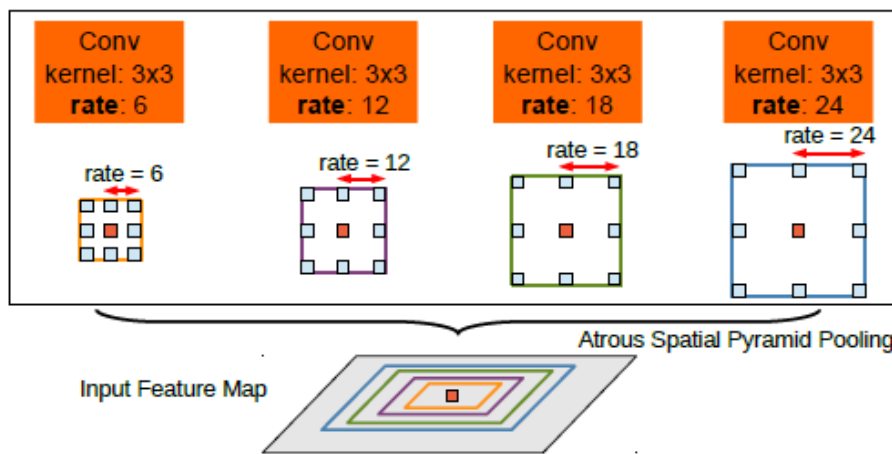 Conv
kernel: 3x3
rate: 6
Conv
kernel: 3x3
rate: 12
Conv
kernel: 3x3
rate: 18
Conv
kernel: 3x3
rate: 24
rate = 6
rate = 12
rate = 18
rate = 24
Atrous Spatial Pyramid Pooling
Input Feature Map